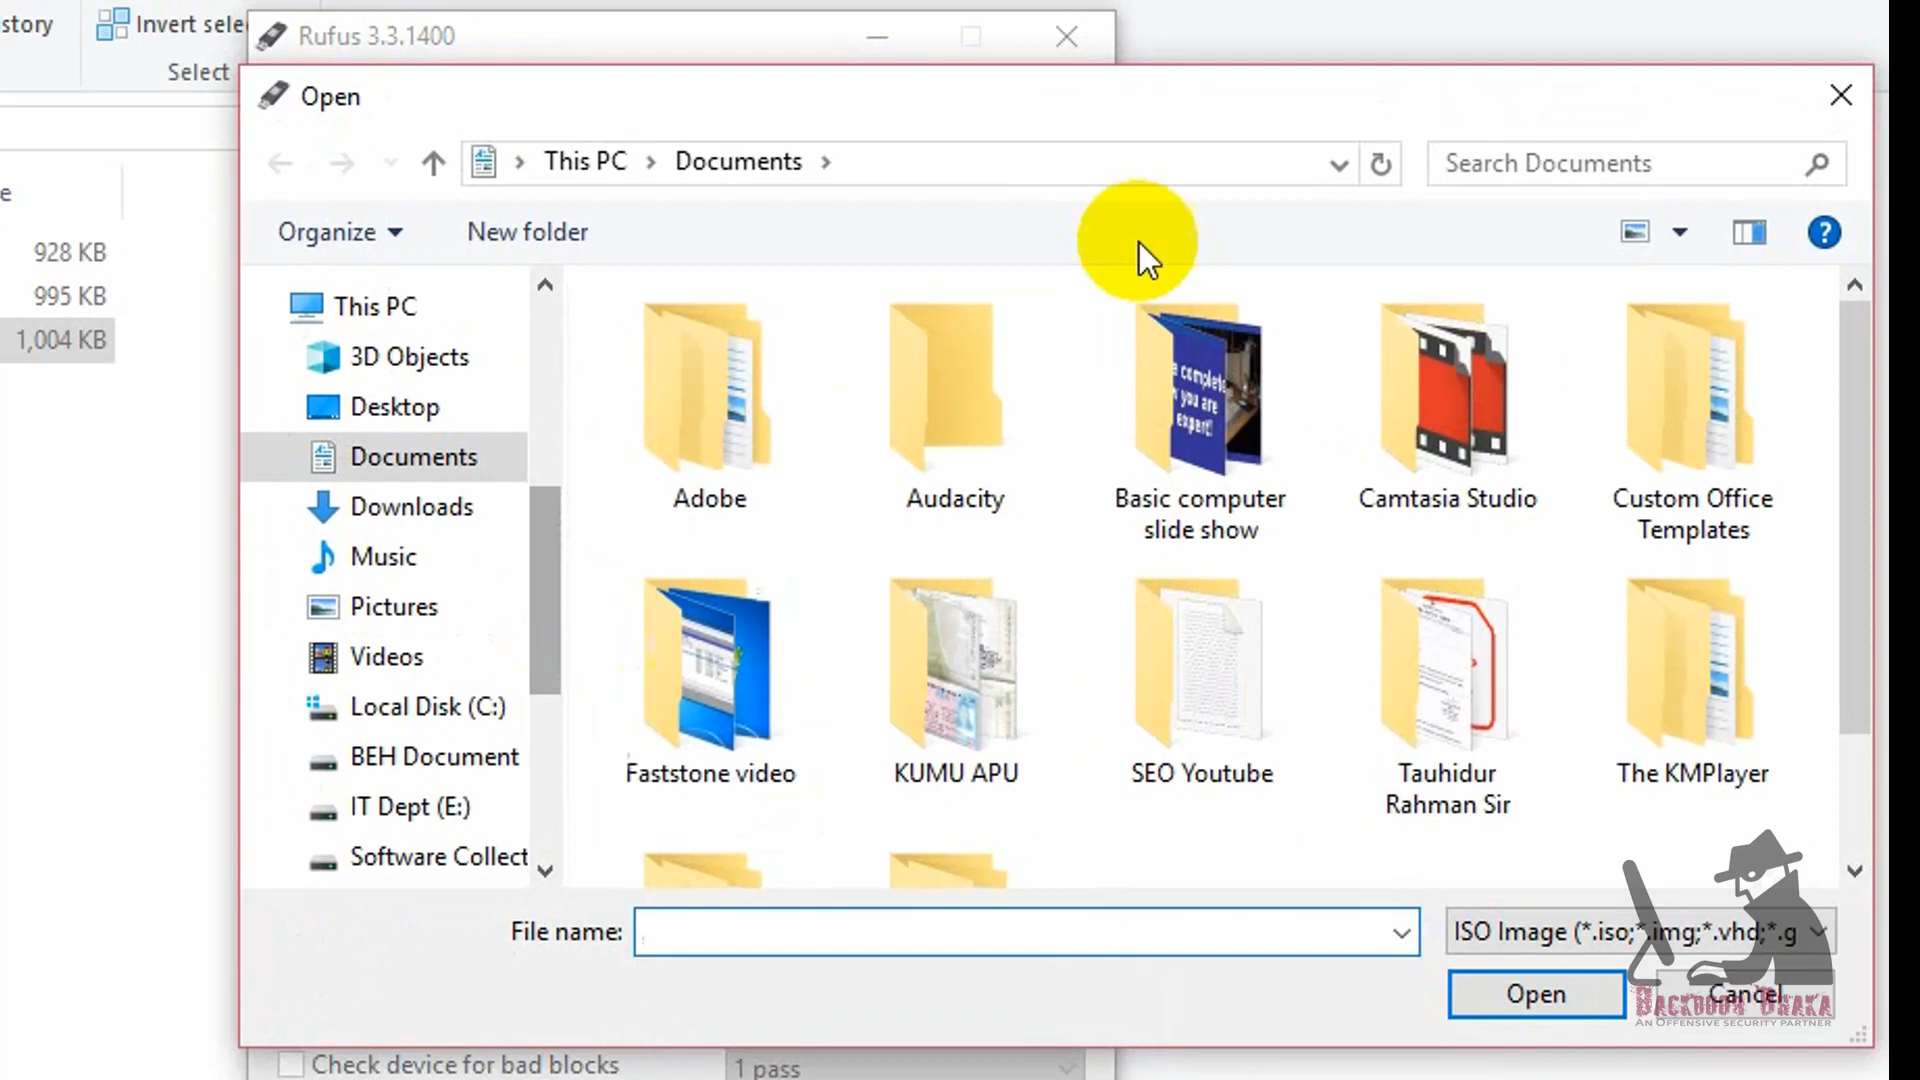 story
Invert sele
Select
Rufus 3.3.1400
Open
This PC
Documents
Search Documents
Organize
New folder
?
e
928 KB
995 KB
1,004 KB
This PC
3D Objects
Desktop
Documents
Downloads
Music
Pictures
Videos
Local Disk (C:)
BEH Document
IT Dept (E:)
Software Collect
complete
you are
expert!
Adobe
Audacity
Basic computer
slide show
Camtasia Studio
Custom Office
Templates
Faststone video
KUMU APU
SEO Youtube
Tauhidur
Rahman Sir
The KMPlayer
File name:
ISO Image (*.iso;*.img;*.vhd;*.g
Open
Cancel
Backdoor Dhaka
An Offensive security partner
Check device for bad blocks
1 pass